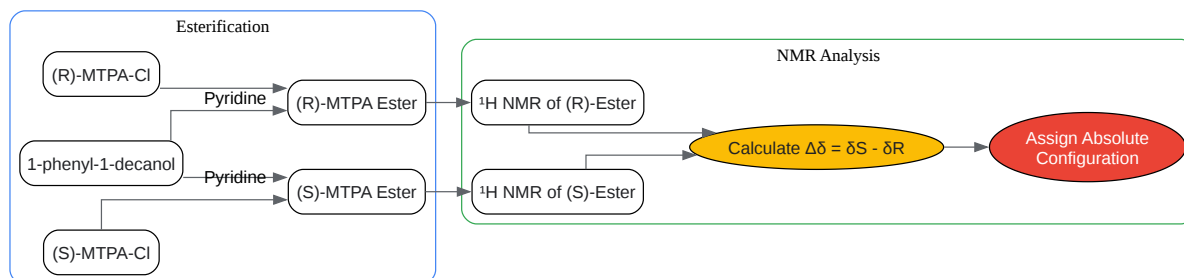 Esterification
(R)-MTPA-Cl
Pyridine
(R)-MTPA Ester
1-phenyl-1-decanol
Pyridine
(S)-MTPA Ester
(S)-MTPA-Cl
NMR Analysis
¹H NMR of (R)-Ester
Calculate Δδ = δS - δR
¹H NMR of (S)-Ester
Assign Absolute
Configuration